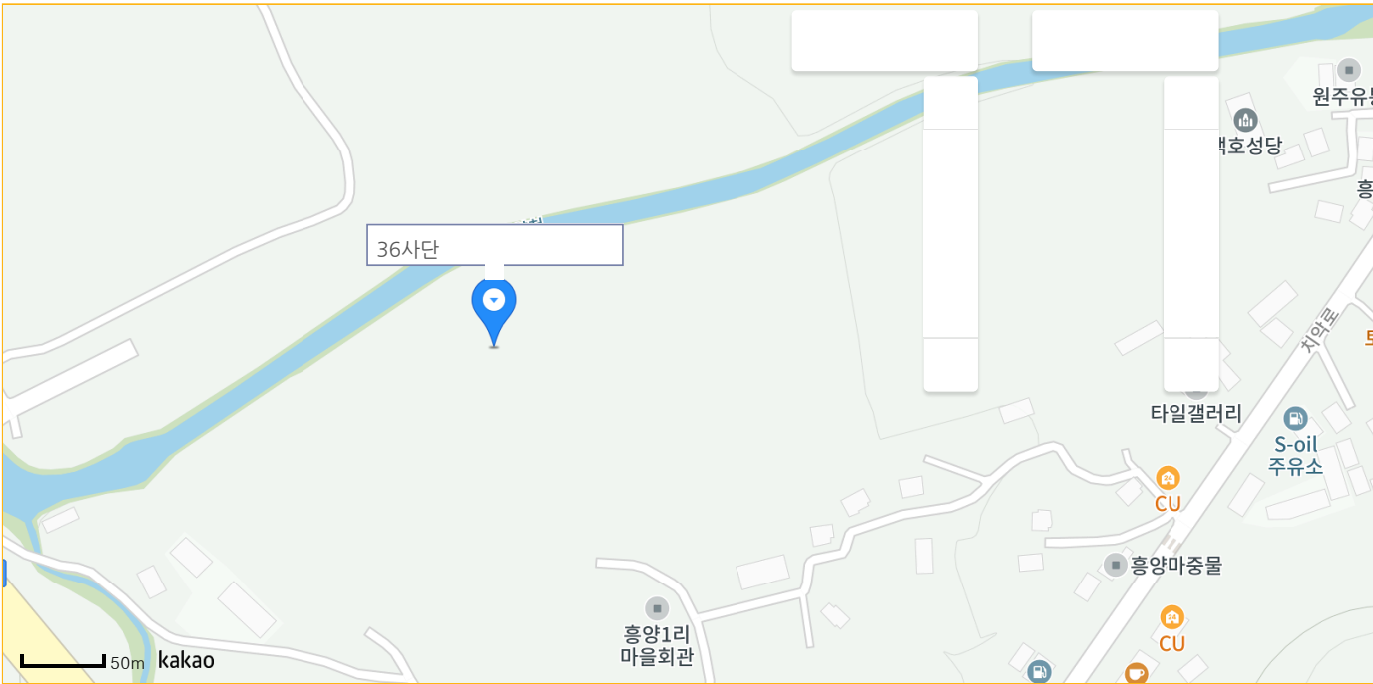 원주유
백호성당
흥
36사단
치악로
타일갤러리
S-oil
주유소
CU
흥양마중물
CU
흥양1리
마을회관
50m
kakao